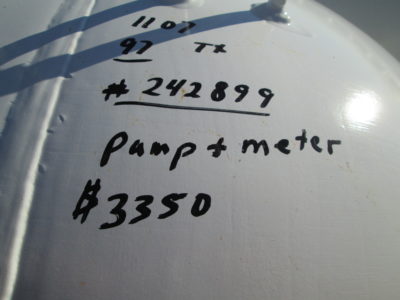 1107
97 TX
# 242899
Pump + meter
$3350